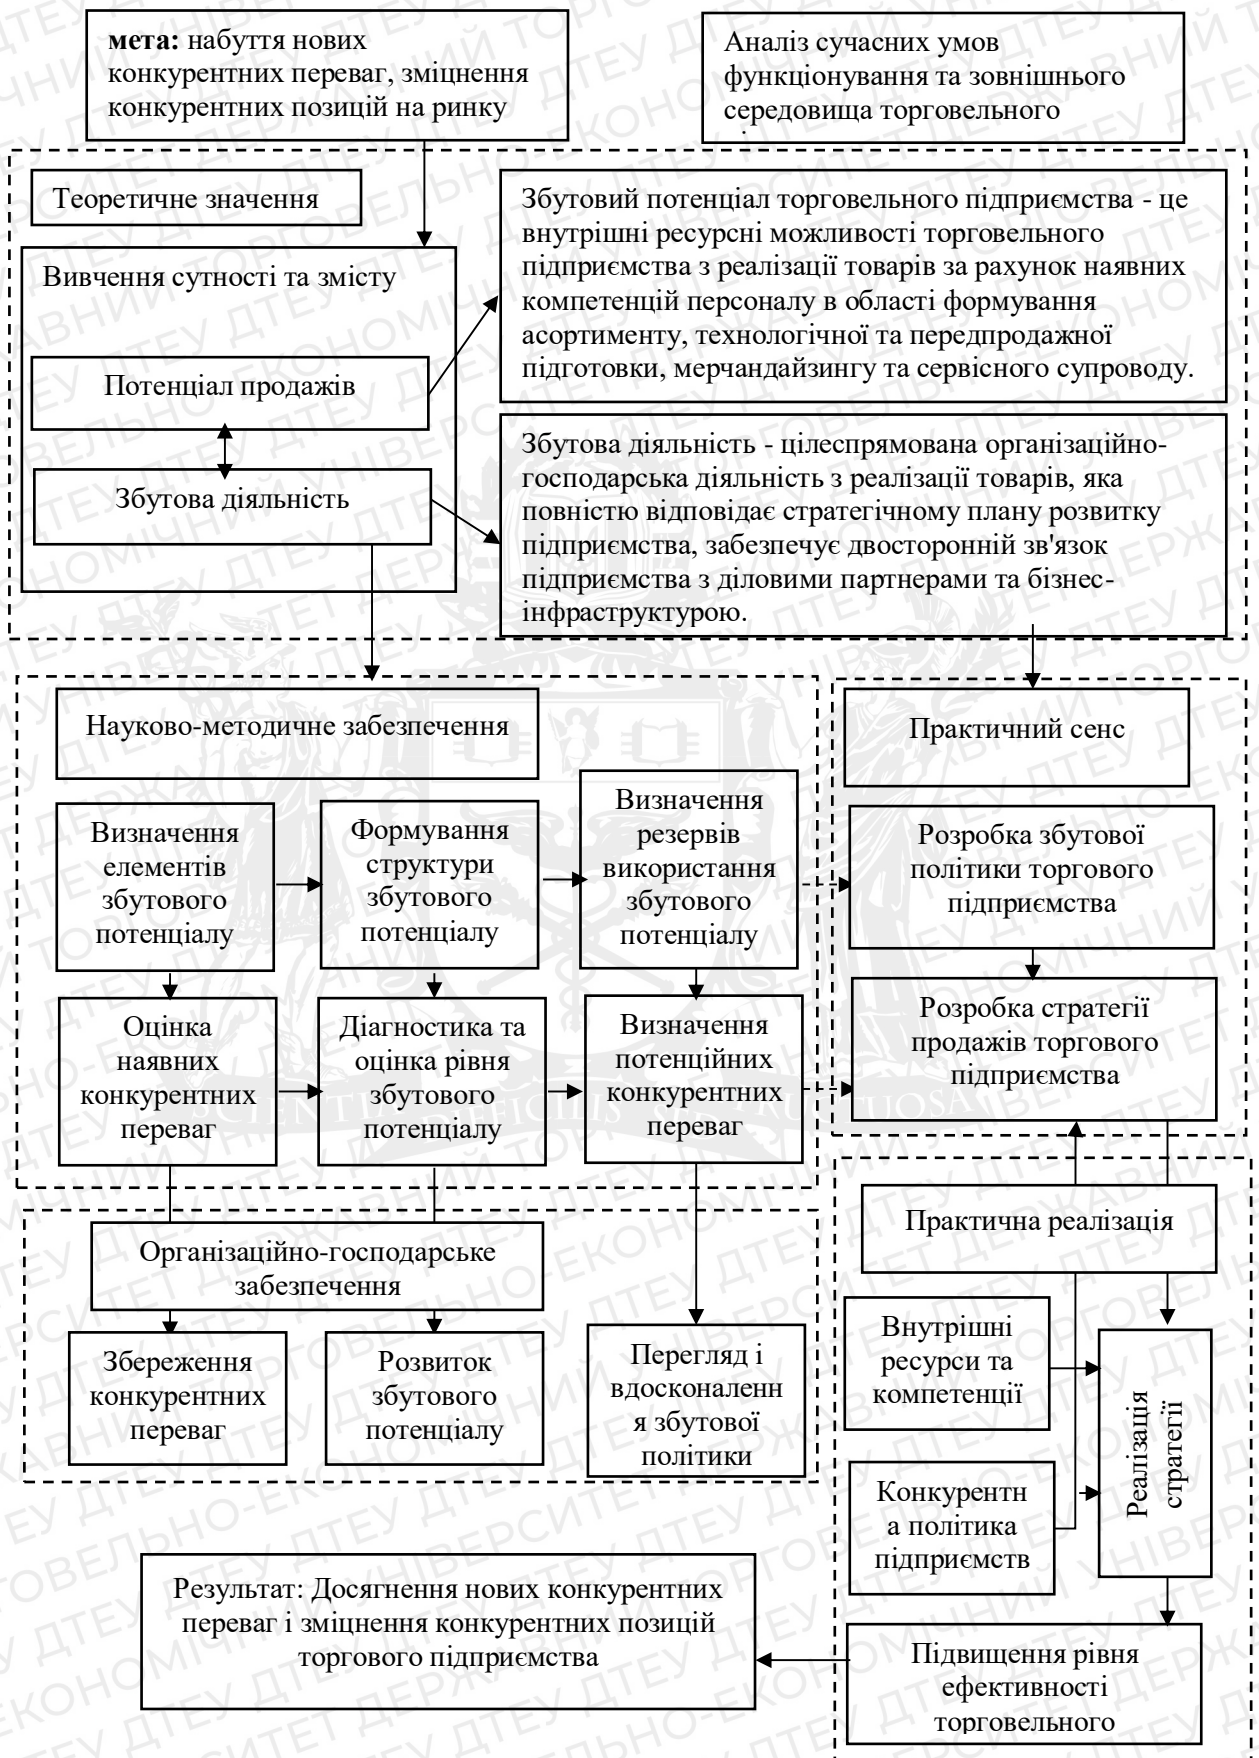 мета: набуття нових
конкурентних переваг, зміцнення
конкурентних позицій на ринку
Аналіз сучасних умов
функціонування та зовнішнього
середовища торговельного
Теоретичне значення
Вивчення сутності та змісту
Потенціал продажів
Збутова діяльність
Збутовий потенціал торговельного підприємства - це
внутрішні ресурсні можливості торговельного
підприємства з реалізації товарів за рахунок наявних
компетенцій персоналу в області формування
асортименту, технологічної та передпродажної
підготовки, мерчандайзингу та сервісного супроводу.
Збутова діяльність - цілеспрямована організаційно-
господарська діяльність з реалізації товарів, яка
повністю відповідає стратегічному плану розвитку
підприємства, забезпечує двосторонній зв'язок
підприємства з діловими партнерами та бізнес-
інфраструктурою.
Науково-методичне забезпечення
Визначення
елементів
збутового
потенціалу
Формування
структури
збутового
потенціалу
Визначення
резервів
використання
збутового
потенціалу
Оцінка
наявних
конкурентних
переваг
Діагностика та
оцінка рівня
збутового
потенціалу
Визначення
потенційних
конкурентних
переваг
Практичний сенс
Розробка збутової
політики торгового
підприємства
Розробка стратегії
продажів торгового
підприємства
Організаційно-господарське
забезпечення
Збереження
конкурентних
переваг
Розвиток
збутового
потенціалу
Перегляд і
вдосконаленн
я збутової
політики
Практична реалізація
Внутрішні
ресурси та
компетенції
Конкурентн
а політика
підприємств
Реалізація
стратегії
Підвищення рівня
ефективності
торговельного
Результат: Досягнення нових конкурентних
переваг і зміцнення конкурентних позицій
торгового підприємства